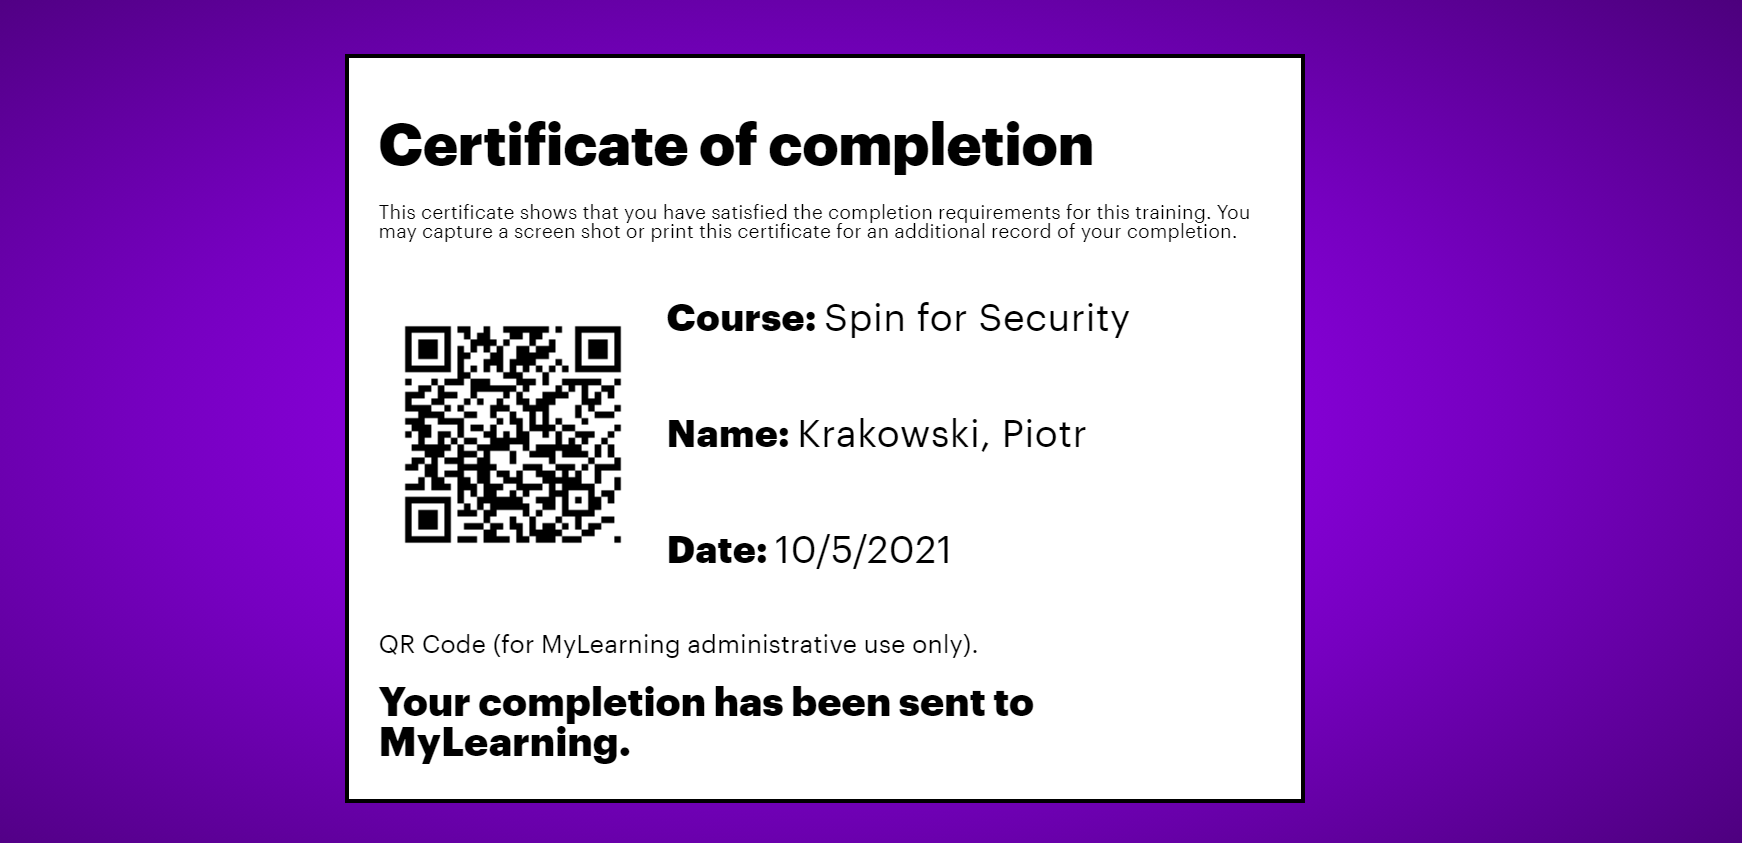 Certificate of completion
This certificate shows that you have satisfied the completion requirements for this training. You
may capture a screen shot or print this certificate for an additional record of your completion.
Course: Spin for Security
Name: Krakowski, Piotr
Date: 10/5/2021
QR Code (for MyLearning administrative use only).
Your completion has been sent to
MyLearning.